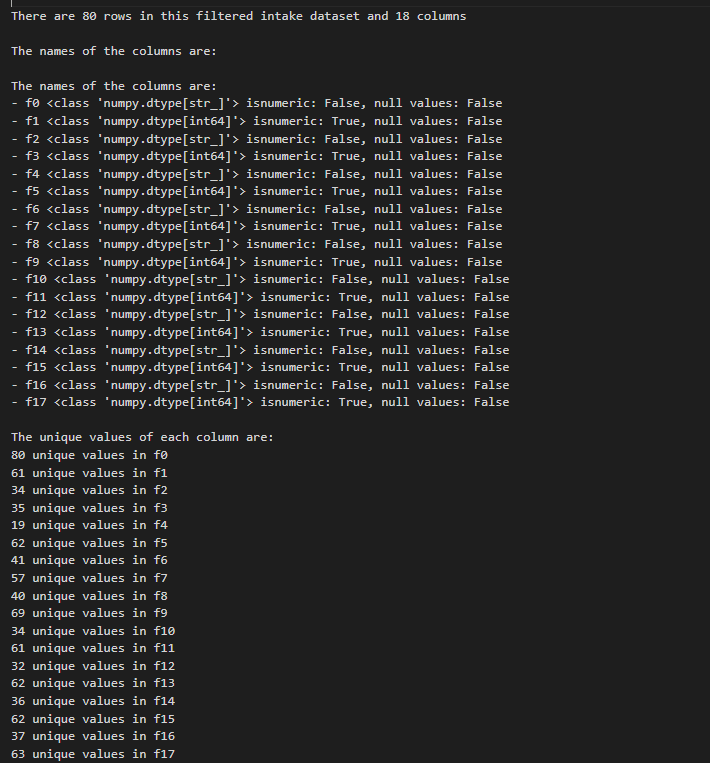 There are 80 rows in this filtered intake dataset and 18 columns
The names of the columns are:
The names of the columns are:
- f0 <class 'numpy.dtype[str_]'> isnumeric: False, null values: False
- f1 <class 'numpy.dtype[int64]'> isnumeric: True, null values: False
- f2 <class 'numpy.dtype[str_]'> isnumeric: False, null values: False
- f3 <class 'numpy.dtype[int64]'> isnumeric: True, null values: False
- f4 <class 'numpy.dtype[str_]'> isnumeric: False, null values: False
- f5 <class 'numpy.dtype[int64]'> isnumeric: True, null values: False
- f6 <class 'numpy.dtype[str_]'> isnumeric: False, null values: False
- f7 <class 'numpy.dtype[int64]'> isnumeric: True, null values: False
- f8 <class 'numpy.dtype[str_]'> isnumeric: False, null values: False
- f9 <class 'numpy.dtype[int64]'> isnumeric: True, null values: False
- f10 <class 'numpy.dtype[str_]'> isnumeric: False, null values: False
- f11 <class 'numpy.dtype[int64]'> isnumeric: True, null values: False
- f12 <class 'numpy.dtype[str_]'> isnumeric: False, null values: False
- f13 <class 'numpy.dtype[int64]'> isnumeric: True, null values: False
- f14 <class 'numpy.dtype[str_]'> isnumeric: False, null values: False
- f15 <class 'numpy.dtype[int64]'> isnumeric: True, null values: False
- f16 <class 'numpy.dtype[str_]'> isnumeric: False, null values: False
- f17 <class 'numpy.dtype[int64]'> isnumeric: True, null values: False
The unique values of each column are:
80 unique values in f0
61 unique values in f1
34 unique values in f2
35 unique values in f3
19 unique values in f4
62 unique values in f5
41 unique values in f6
57 unique values in f7
40 unique values in f8
69 unique values in f9
34 unique values in f10
61 unique values in f11
32 unique values in f12
62 unique values in f13
36 unique values in f14
62 unique values in f15
37 unique values in f16
63 unique values in f17